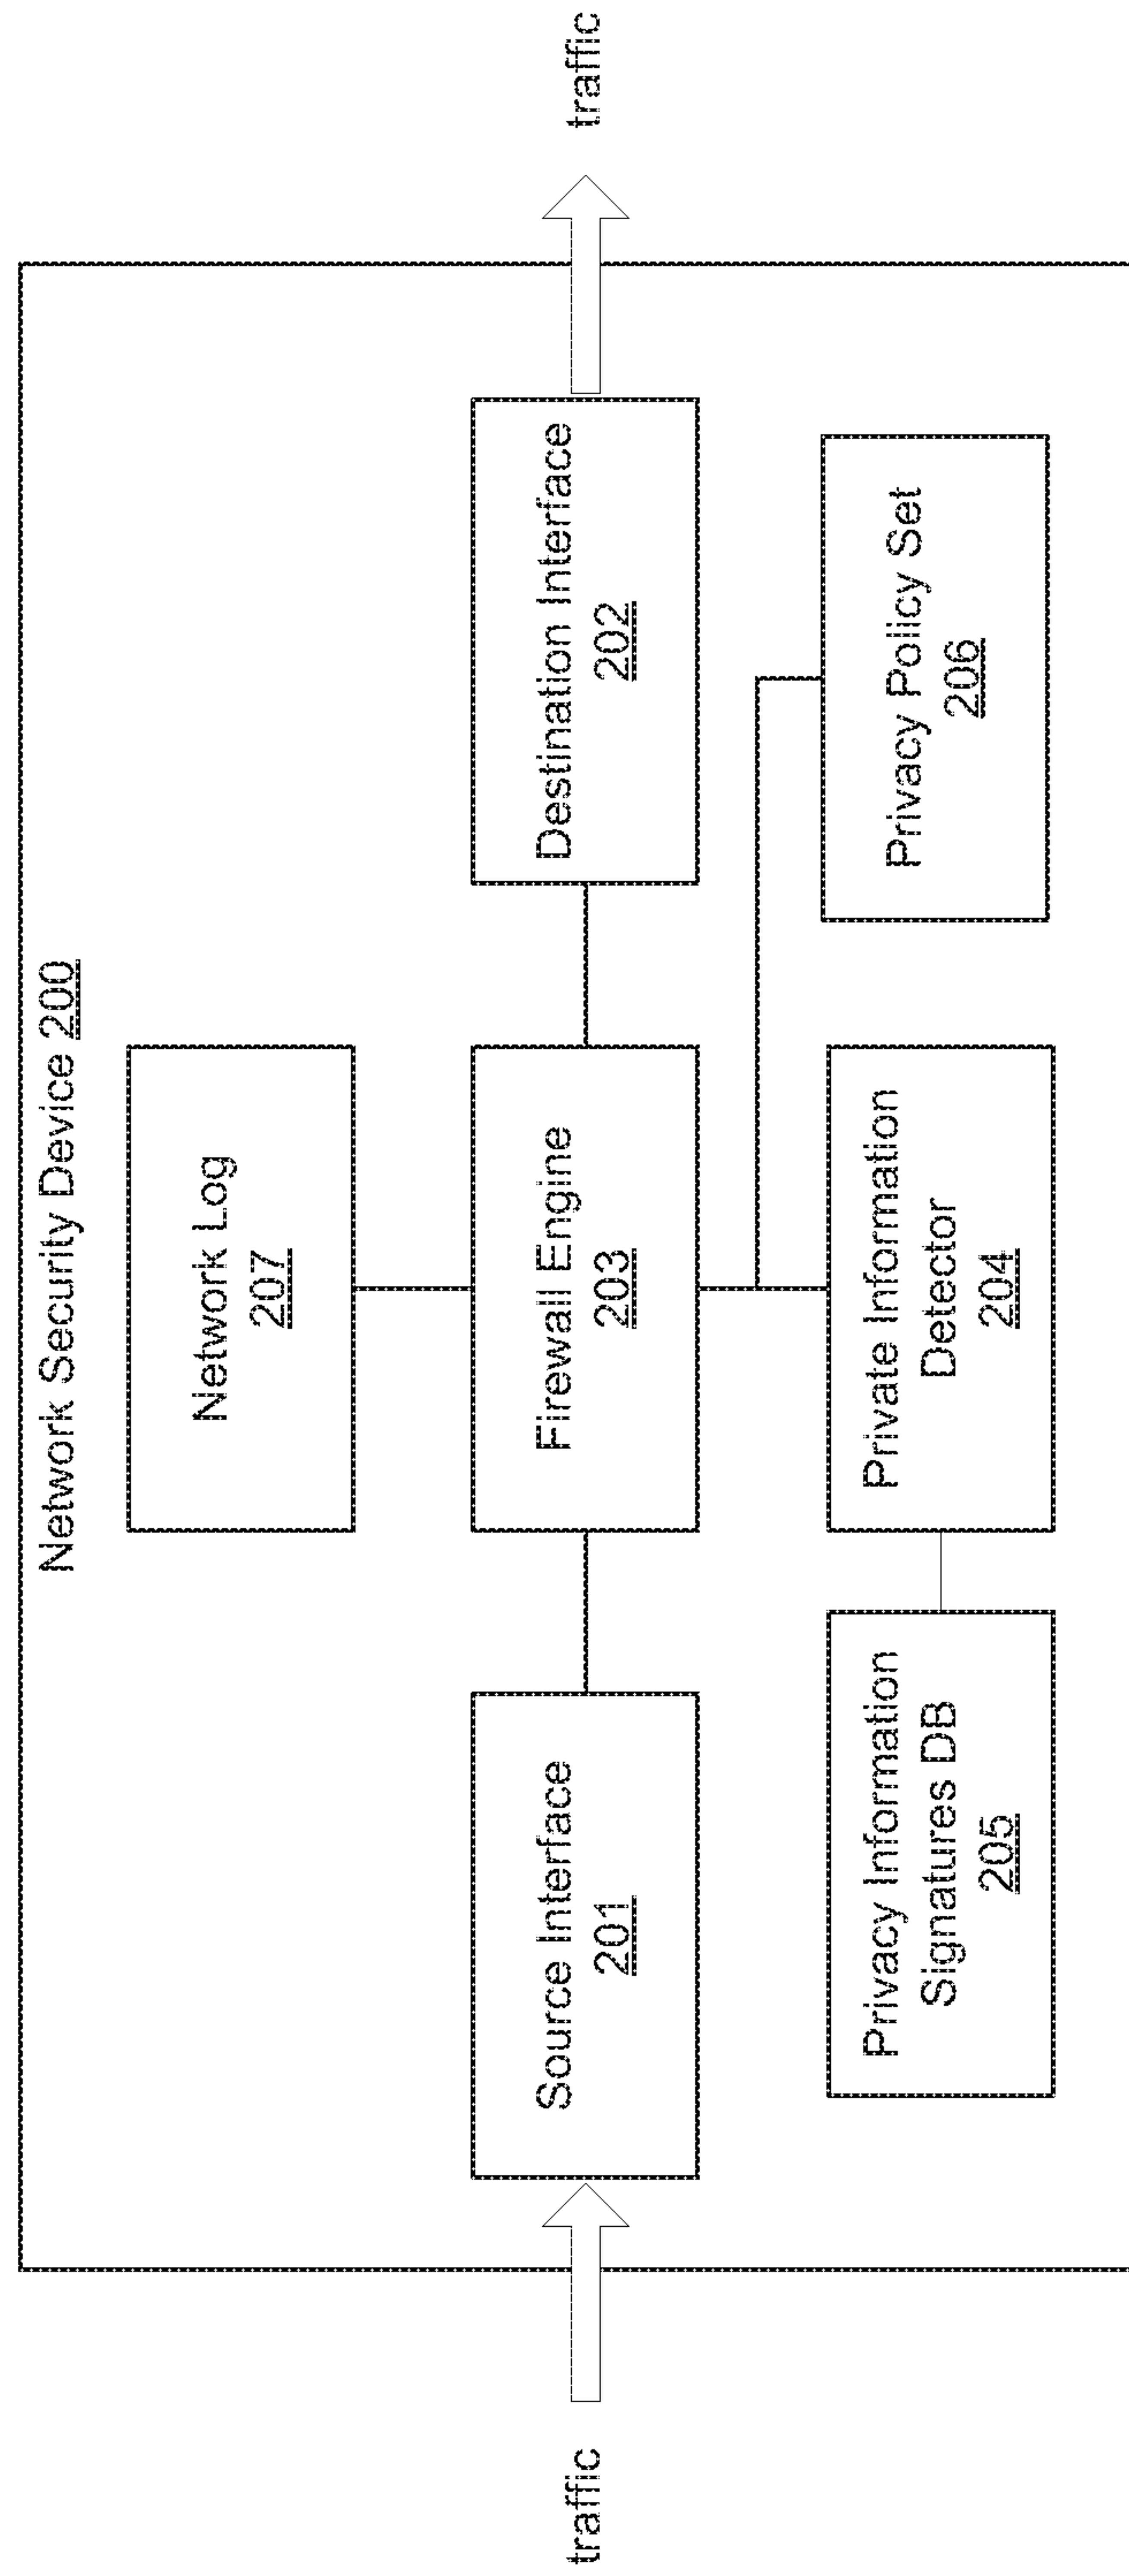 Network Security Device 200
Network Log
207
traffic
Source Interface
201
Firewall Engine
203
Destination Interface
202
traffic
Privacy Information
Signatures DB
205
Private Information
Detector
204
Privacy Policy Set
206